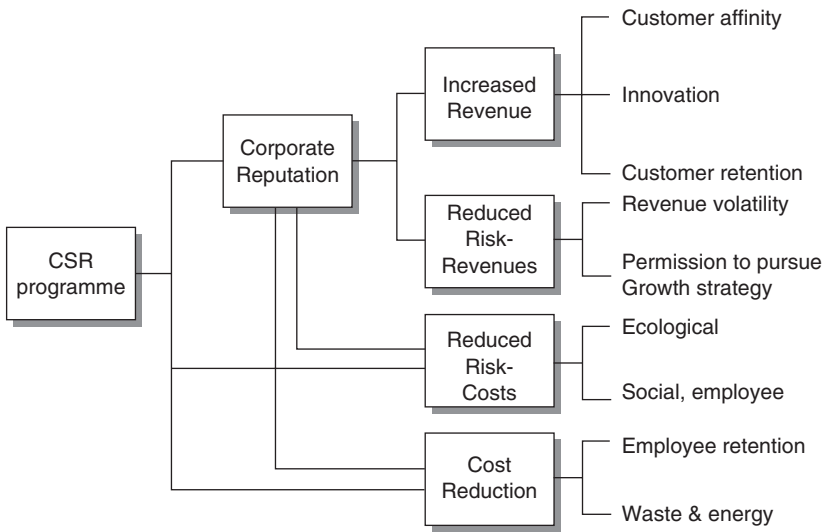 CSR
programme
Corporate
Reputation
Increased
Revenue
Customer affinity
Innovation
Customer retention
Reduced
Risk-
Revenues
Revenue volatility
Permission to pursue
Growth strategy
Reduced
Risk-
Costs
Ecological
Social, employee
Cost
Reduction
Employee retention
Waste & energy